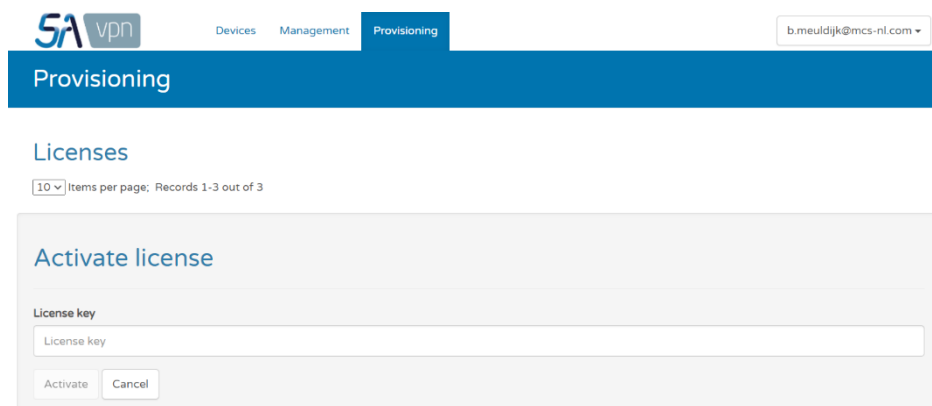 SA vpn Devices Management Provisioning b.meuldijk@mcs-nl.com
Provisioning
Licenses
10 Items per page; Records 1-3 out of 3
Activate license
License key
License key
Activate Cancel